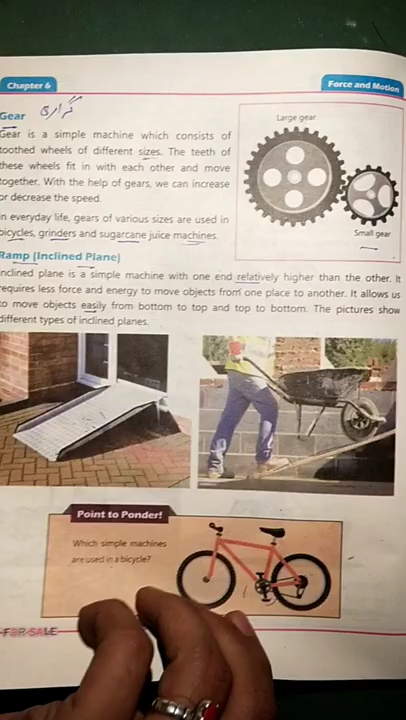 Chapter 6
Force and Motion
Gear گراری
Gear is a simple machine which consists of
toothed wheels of different sizes. The teeth of
these wheels fit in with each other and move
together. With the help of gears, we can increase
or decrease the speed.
In everyday life, gears of various sizes are used in
bicycles, grinders and sugarcane juice machines.
Large gear
Small gear
Ramp (Inclined Plane)
Inclined plane is a simple machine with one end relatively higher than the other. It
requires less force and energy to move objects from one place to another. It allows us
to move objects easily from bottom to top and top to bottom. The pictures show
different types of inclined planes.
Point to Ponder!
Which simple machines
are used in a bicycle?
FOR SALE